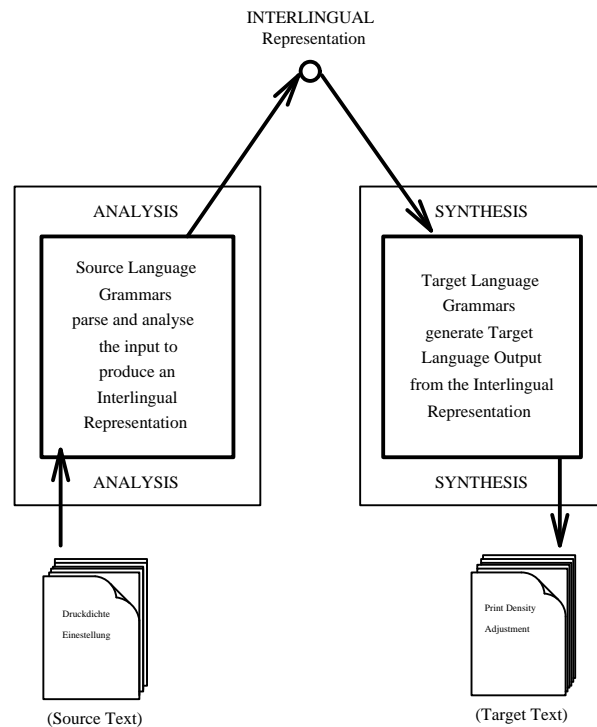 INTERLINGUAL
Representation
ANALYSIS
Source Language
Grammars
parse and analyse
the input to
produce an
Interlingual
Representation
ANALYSIS
Druckdichte
Einestellung
(Source Text)
SYNTHESIS
Target Language
Grammars
generate Target
Language Output
from the Interlingual
Representation
SYNTHESIS
Print Density
Adjustment
(Target Text)